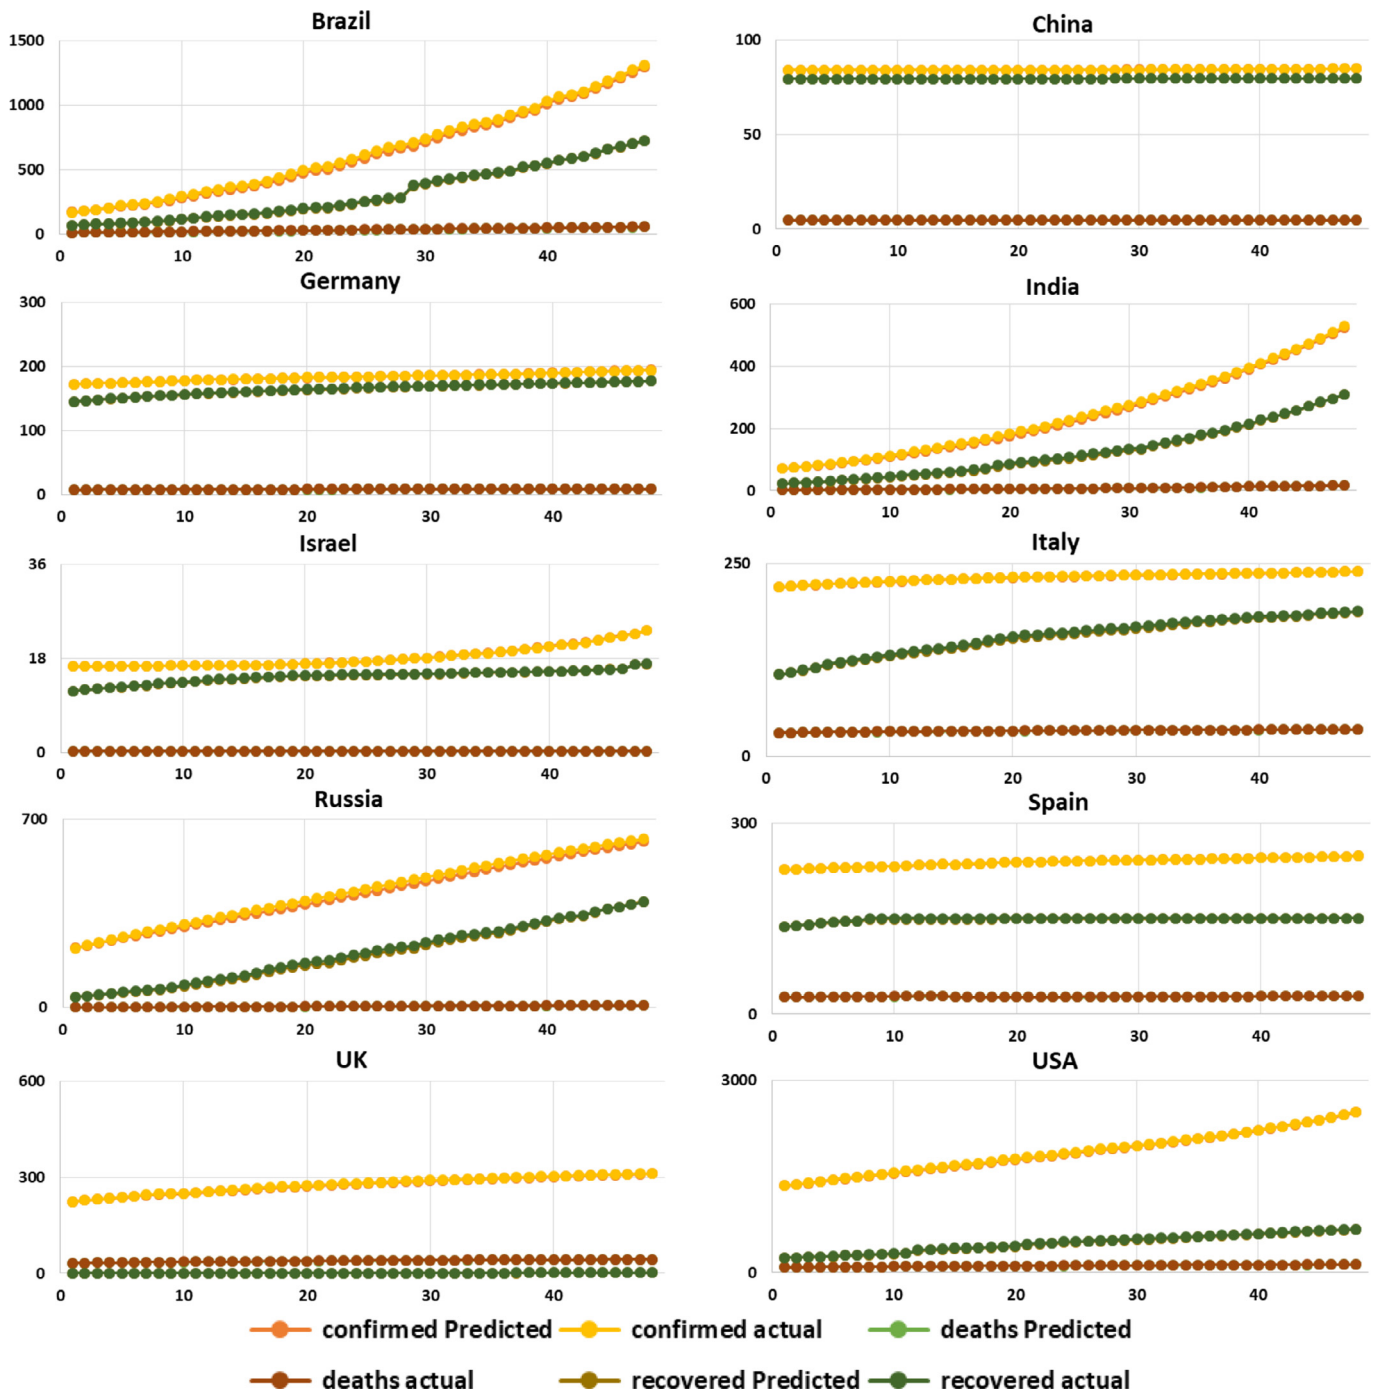 Brazil
1500
1000
500
0
0 10 20 30 40
China
100
50
0
0 10 20 30 40
Germany
300
200
100
0
0 10 20 30 40
India
600
400
200
0
0 10 20 30 40
Israel
36
18
0
0 10 20 30 40
Italy
250
0
0 10 20 30 40
Russia
700
0
0 10 20 30 40
Spain
300
0
0 10 20 30 40
UK
600
300
0
0 10 20 30 40
USA
3000
0
0 10 20 30 40
confirmed Predicted confirmed actual deaths Predicted
deaths actual recovered Predicted recovered actual